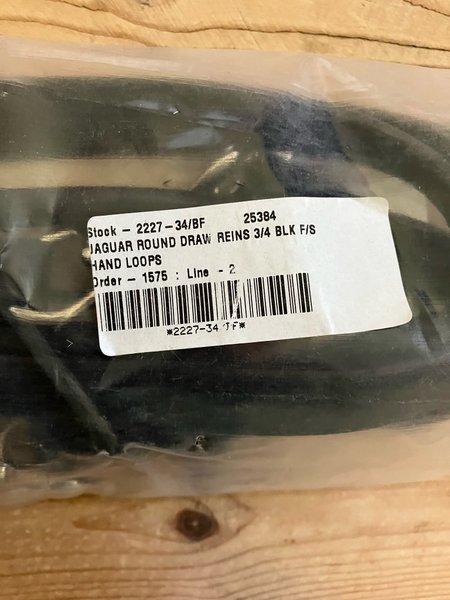 Stock - 2227-34/BF 25384
JAGUAR ROUND DRAW REINS 3/4 BLK F/S
HAND LOOPS
Order - 1575 : Line - 2